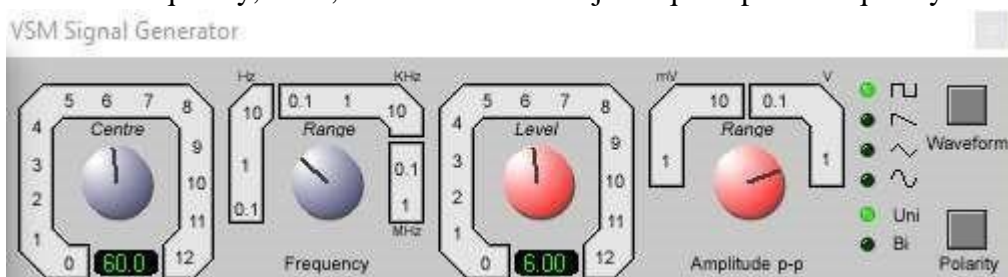 VSM Signal Generator
Hz KHz mV V
5 6 7 8 10 0.1 1 10 5 6 7 8 10 0.1
4 Centre 9 Range 4 Level 9 Range Waveform
3 10 1 0.1 3 10 1 1
2 11 0.1 1 2 11 Uni
1 MHz 1 Bi
0 60.0 12 Frequency 0 6.00 12 Amplitude p-p Polarity